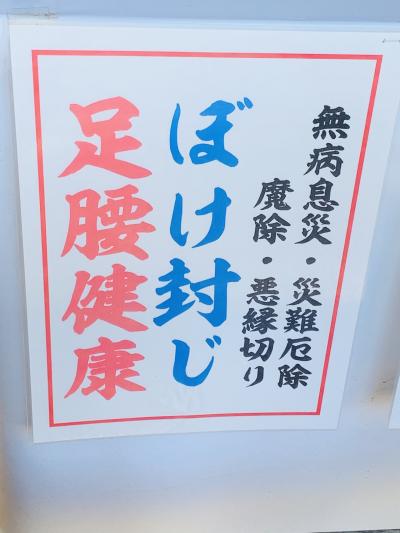 無病息災・災難厄除
魔除・悪縁切り
ぼけ封じ
足腰健康